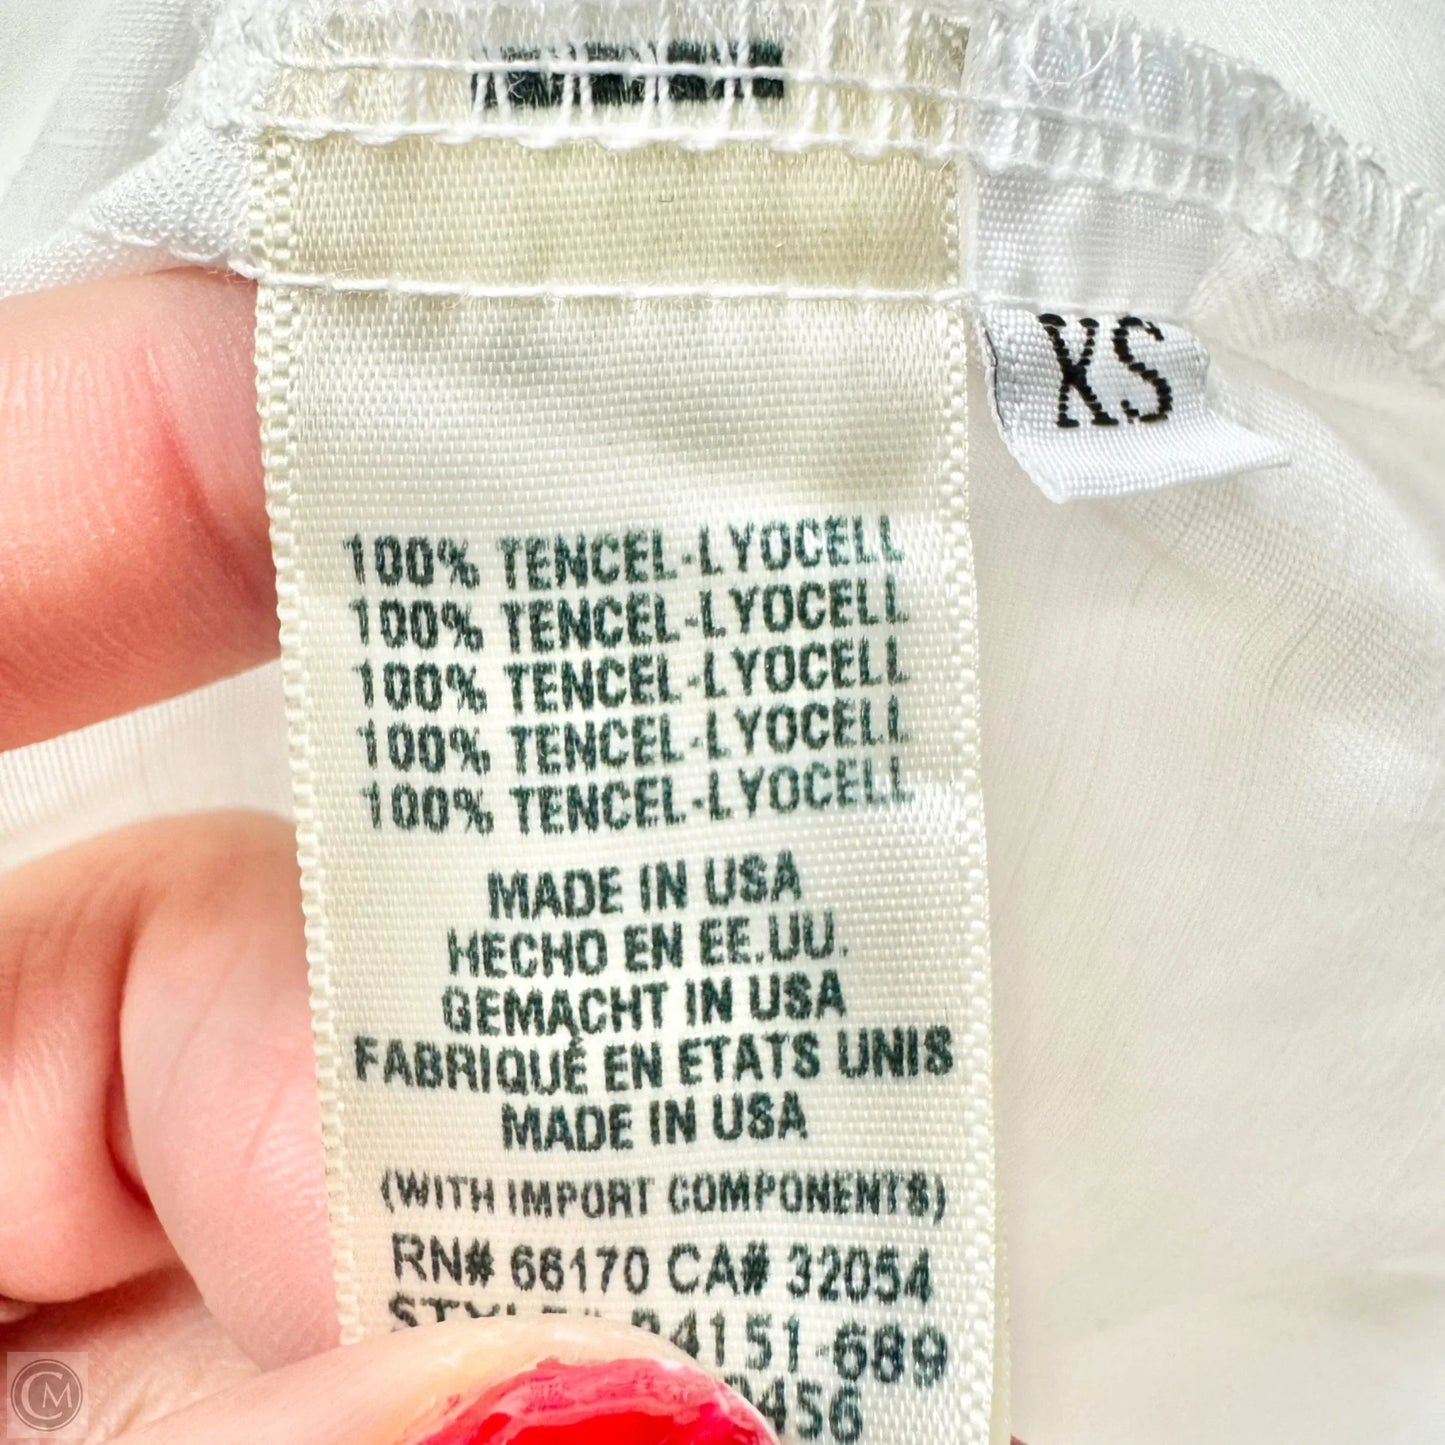 XS
100% TENCEL-LYOCELL
100% TENCEL-LYOCELL
100% TENCEL-LYOCELL
100% TENCEL-LYOCELL
100% TENCEL-LYOCELL
MADE IN USA
HECHO EN EE.UU.
GEMACHT IN USA
FABRIQUÉ EN ETATS UNIS
MADE IN USA
(WITH IMPORT COMPONENTS)
RN# 66170 CA# 32054
STYLE#
CM